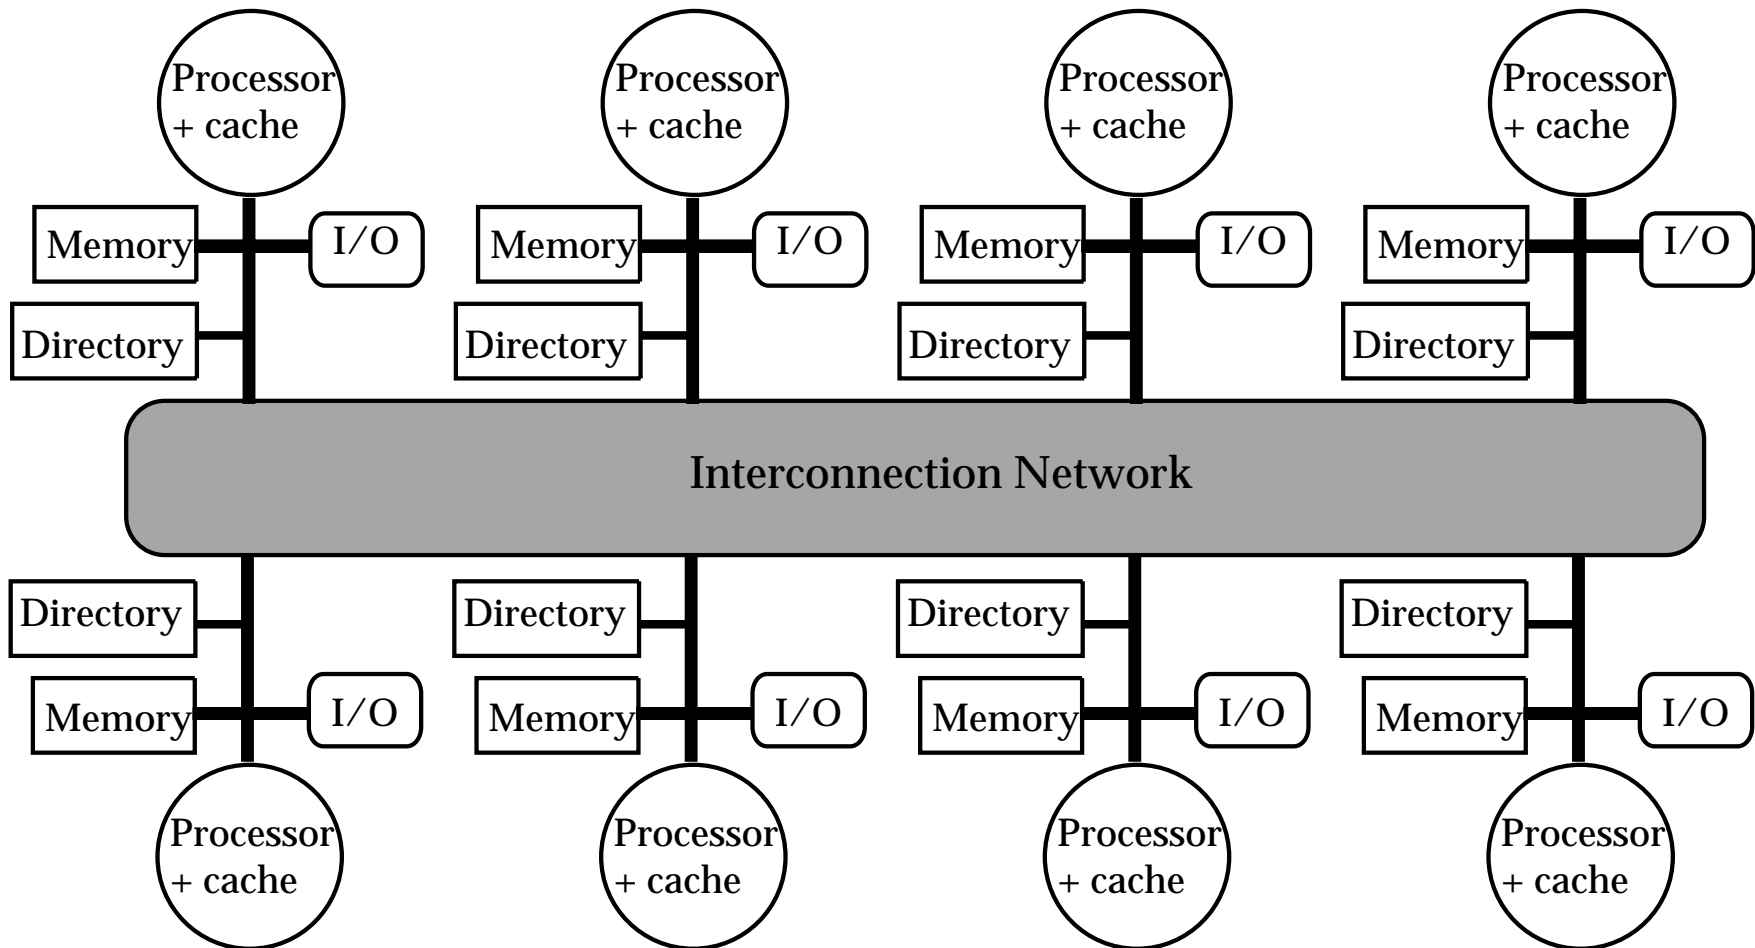 Processor
+ cache
Processor
+ cache
Processor
+ cache
Processor
+ cache
Memory
I/O
Memory
I/O
Memory
I/O
Memory
I/O
Directory
Directory
Directory
Directory
Interconnection Network
Directory
Directory
Directory
Directory
Memory
I/O
Memory
I/O
Memory
I/O
Memory
I/O
Processor
+ cache
Processor
+ cache
Processor
+ cache
Processor
+ cache